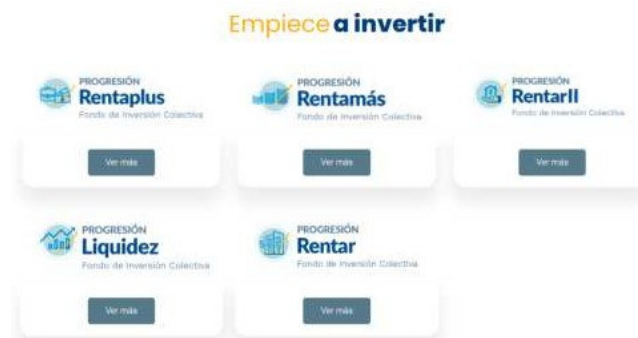 Empiece a invertir
PROGRESIÓN
Rentaplus
Fondo de Inversión Colectiva
Ver más
PROGRESIÓN
Rentamás
Fondo de Inversión Colectiva
Ver más
PROGRESIÓN
RentarII
Fondo de Inversión Colectiva
Ver más
PROGRESIÓN
Liquidez
Fondo de Inversión Colectiva
Ver más
PROGRESIÓN
Rentar
Fondo de Inversión Colectiva
Ver más